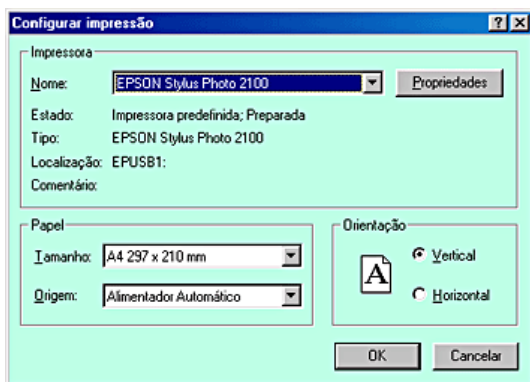 Configurar impressão
Impressora
Nome: EPSON Stylus Photo 2100 Propriedades
Estado: Impressora predefinida; Preparada
Tipo: EPSON Stylus Photo 2100
Localização: EPUSB1:
Comentário:
Papel
Tamanho: A4 297 x 210 mm
Origem: Alimentador Automático
Orientação
A
Vertical
Horizontal
OK Cancelar